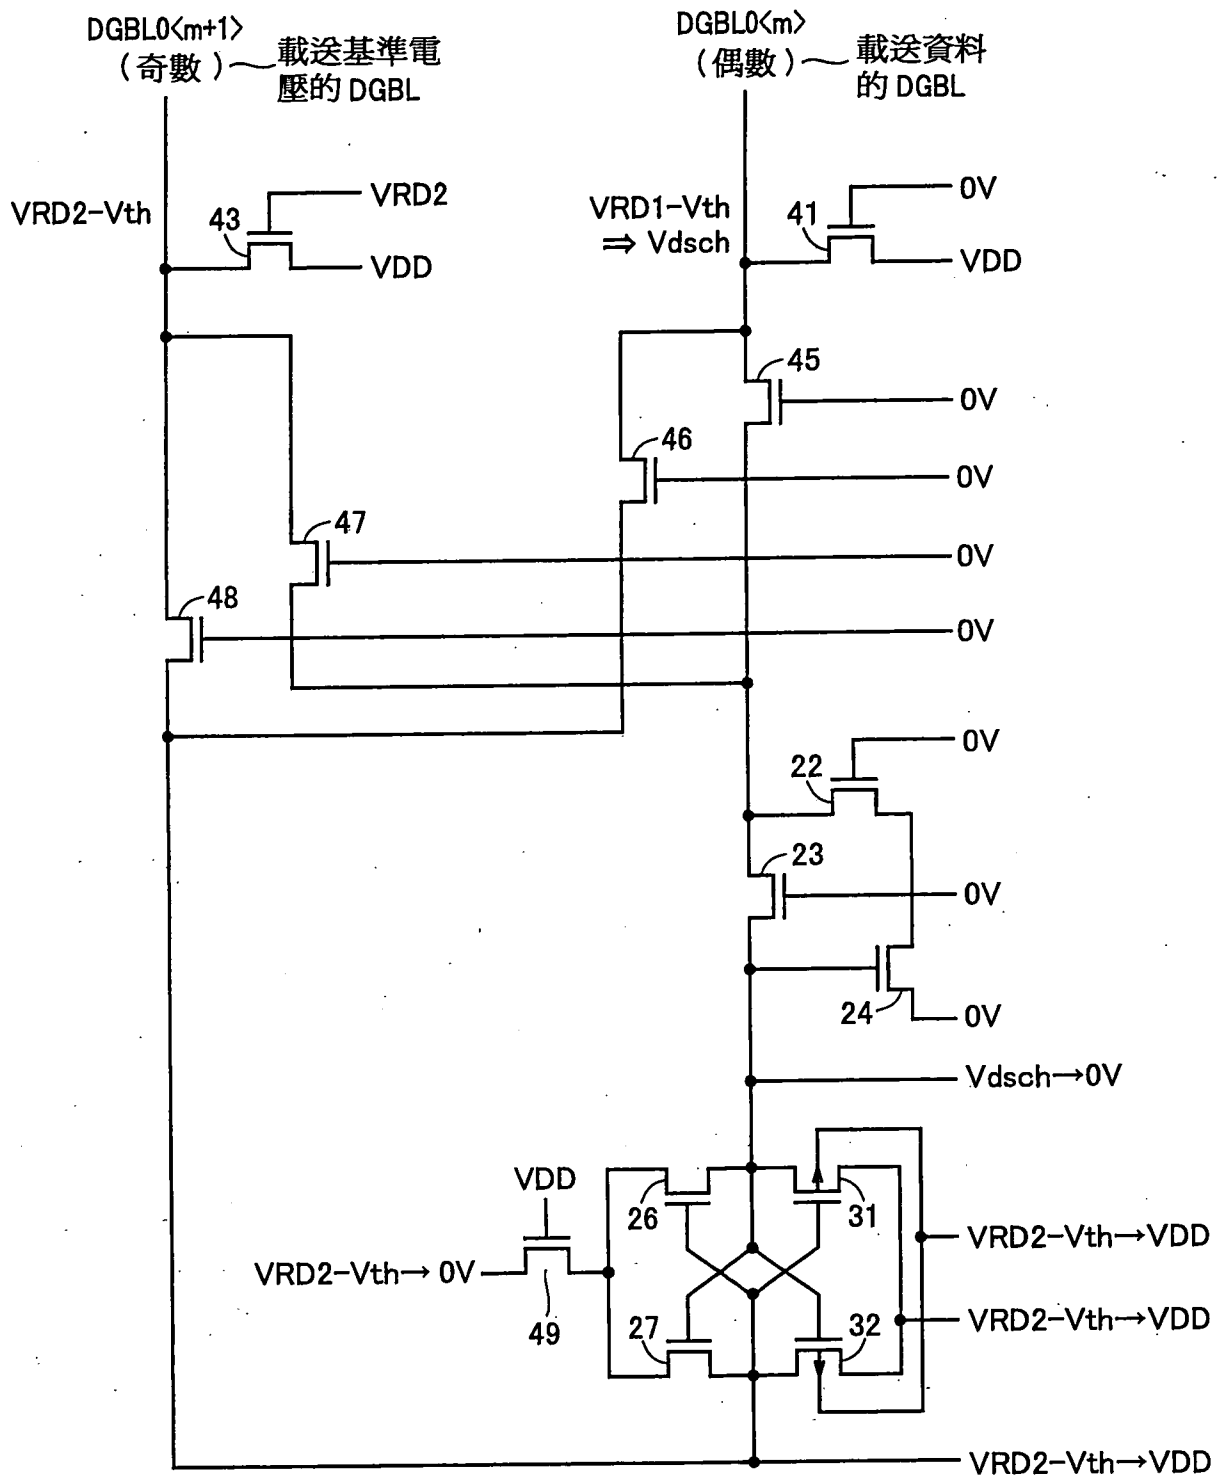 DGBL0<m+1>
(奇數)
載送基準電
壓的 DGBL
DGBL0<m>
(偶數)
載送資料
的 DGBL
VRD2-Vth
43
VRD2
VDD
VRD1-Vth
⇒ Vdsch
41
0V
VDD
45
0V
46
0V
47
0V
48
0V
22
0V
23
0V
24
0V
Vdsch→0V
VDD
26
31
VRD2-Vth→VDD
VRD2-Vth→ 0V
49
27
32
VRD2-Vth→VDD
VRD2-Vth→VDD